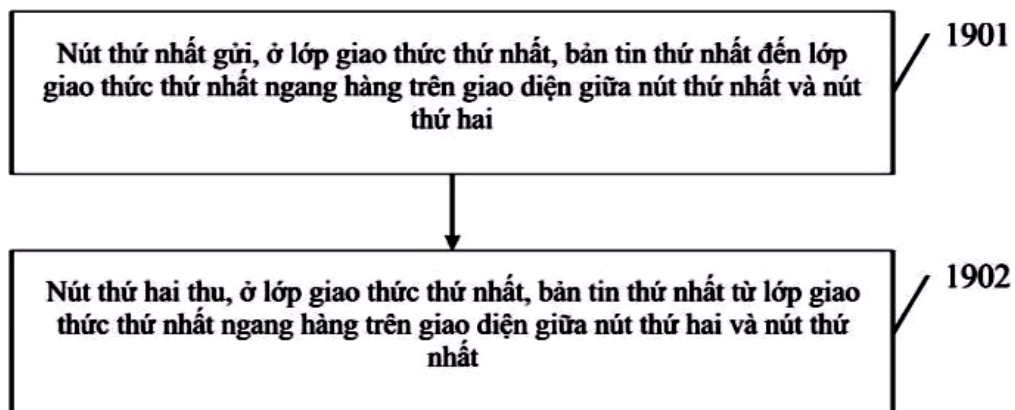 1901
Nút thứ nhất gửi, ở lớp giao thức thứ nhất, bản tin thứ nhất đến lớp
giao thức thứ nhất ngang hàng trên giao diện giữa nút thứ nhất và nút
thứ hai
1902
Nút thứ hai thu, ở lớp giao thức thứ nhất, bản tin thứ nhất từ lớp giao
thức thứ nhất ngang hàng trên giao diện giữa nút thứ hai và nút thứ
nhất